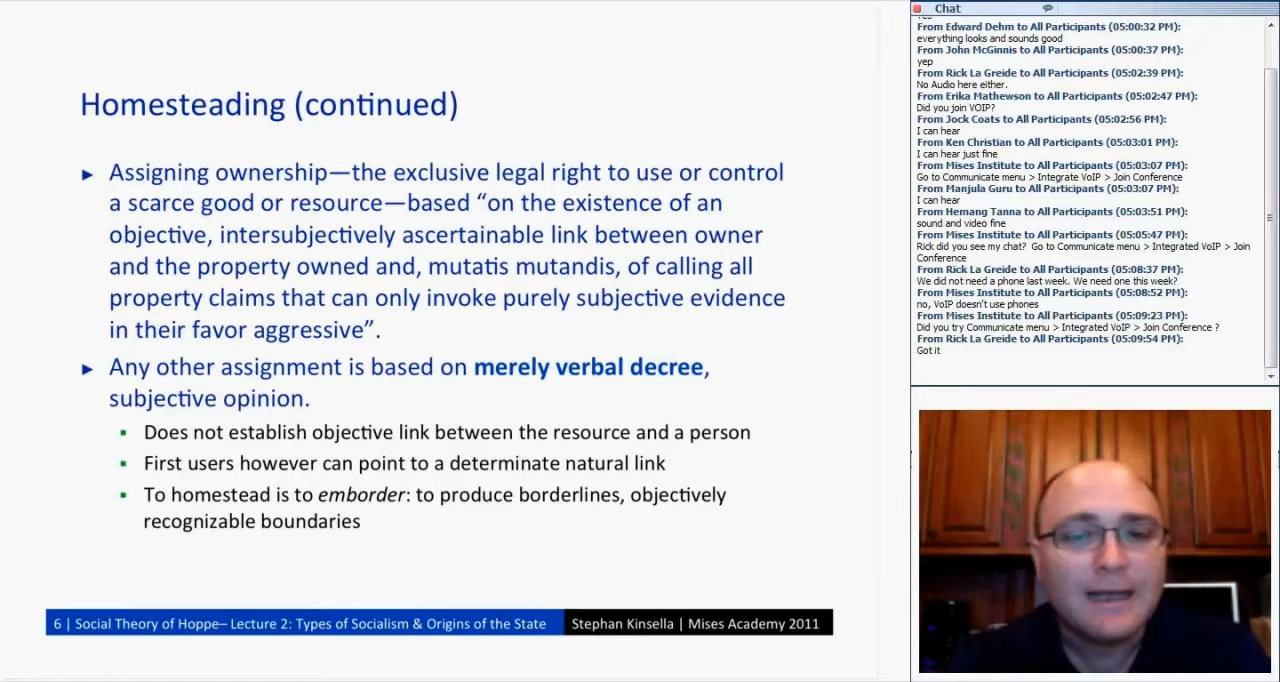 Homesteading (continued)
► Assigning ownership—the exclusive legal right to use or control
a scarce good or resource—based “on the existence of an
objective, intersubjectively ascertainable link between owner
and the property owned and, mutatis mutandis, of calling all
property claims that can only invoke purely subjective evidence
in their favor aggressive”.
► Any other assignment is based on merely verbal decree,
subjective opinion.
▪ Does not establish objective link between the resource and a person
▪ First users however can point to a determinate natural link
▪ To homestead is to emborder: to produce borderlines, objectively
recognizable boundaries
6 | Social Theory of Hoppe– Lecture 2: Types of Socialism & Origins of the State
Stephan Kinsella | Mises Academy 2011
Chat
From Edward Dehm to All Participants (05:00:32 PM):
everything looks and sounds good
From John McGinnis to All Participants (05:00:37 PM):
yep
From Rick La Greide to All Participants (05:02:39 PM):
No Audio here either.
From Erika Mathewson to All Participants (05:02:47 PM):
Did you join VOIP?
From Jock Coats to All Participants (05:02:56 PM):
I can hear
From Ken Christian to All Participants (05:03:01 PM):
I can hear just fine
From Mises Institute to All Participants (05:03:07 PM):
Go to Communicate menu > Integrate VoIP > Join Conference
From Manjula Guru to All Participants (05:03:07 PM):
I can hear
From Hemang Tanna to All Participants (05:03:51 PM):
sound and video fine
From Mises Institute to All Participants (05:05:47 PM):
Rick did you see my chat? Go to Communicate menu > Integrated VoIP > Join
Conference
From Rick La Greide to All Participants (05:08:37 PM):
We did not need a phone last week. We need one this week?
From Mises Institute to All Participants (05:08:52 PM):
no, VoIP doesn't use phones
From Mises Institute to All Participants (05:09:23 PM):
Did you try Communicate menu > Integrated VoIP > Join Conference ?
From Rick La Greide to All Participants (05:09:54 PM):
Got it